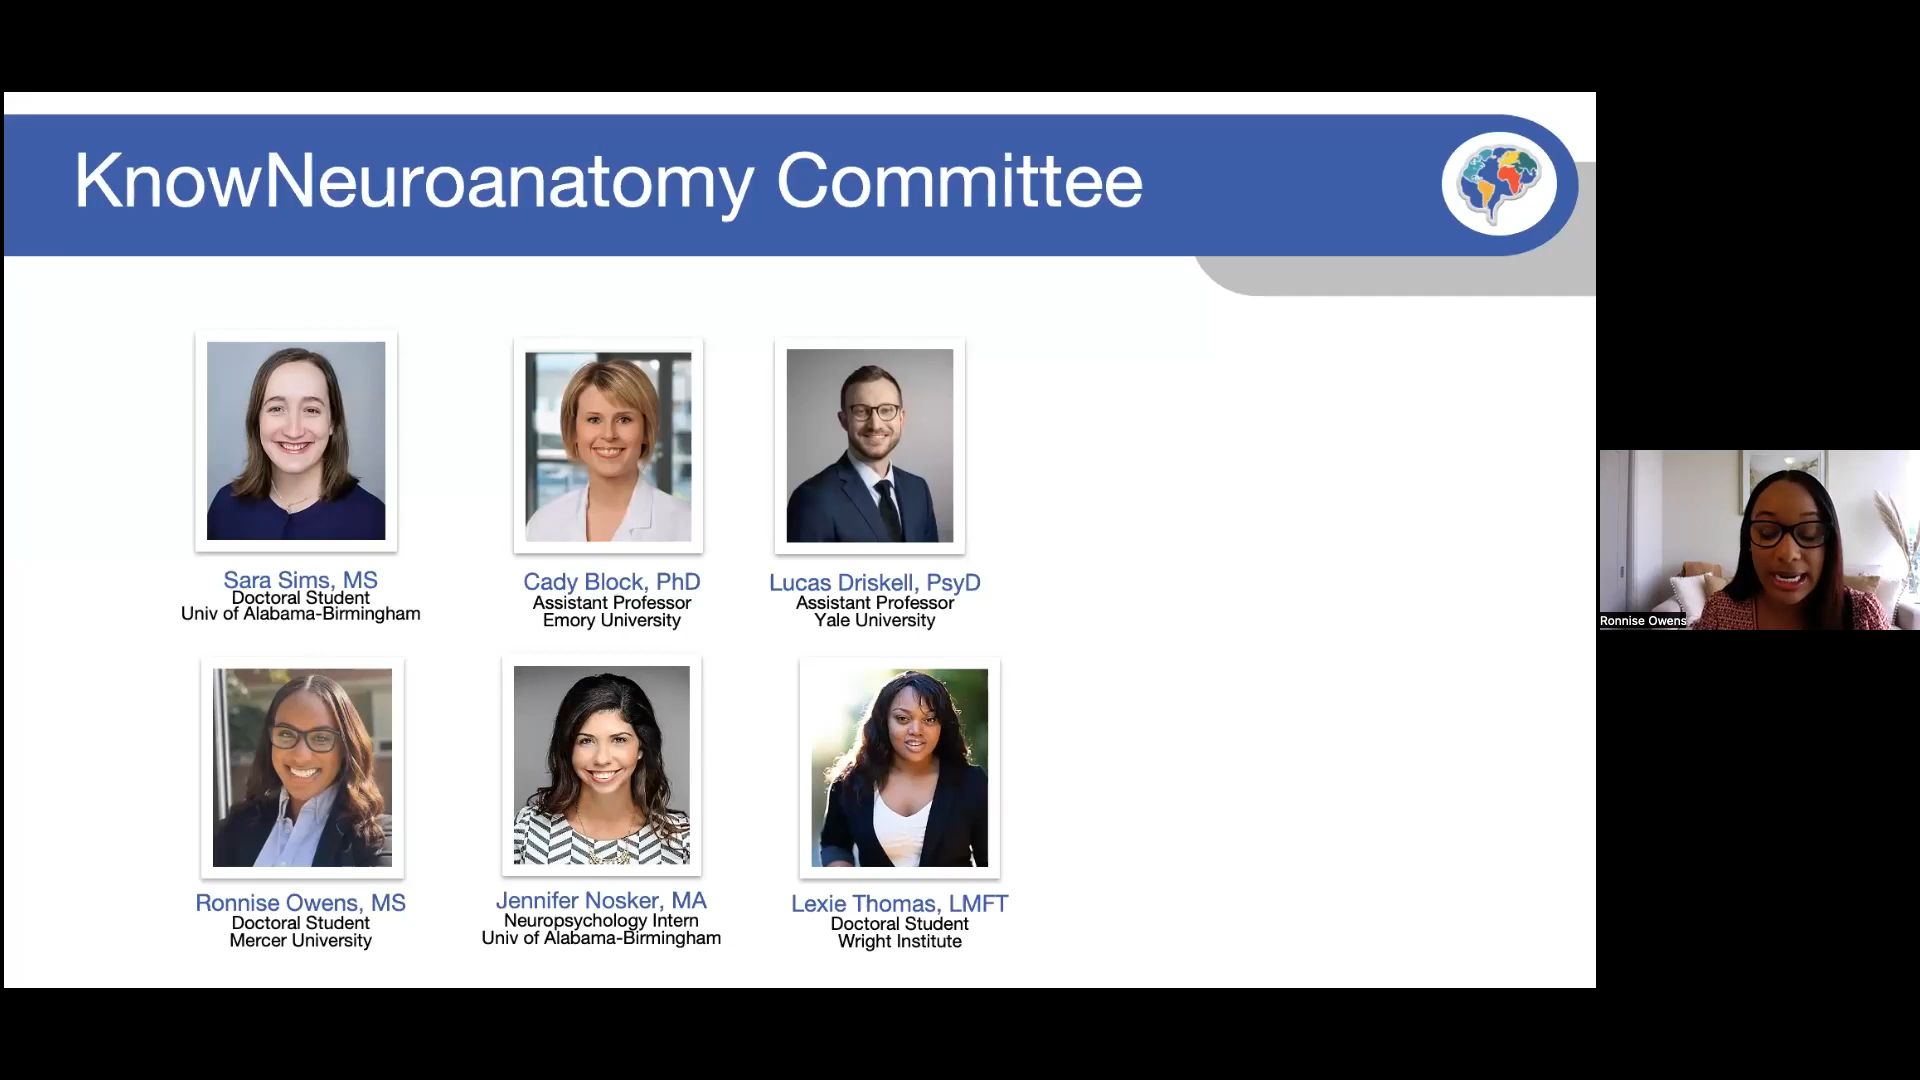 KnowNeuroanatomy Committee
Sara Sims, MS
Doctoral Student
Univ of Alabama-Birmingham
Cady Block, PhD
Assistant Professor
Emory University
Lucas Driskell, PsyD
Assistant Professor
Yale University
Ronnise Owens, MS
Doctoral Student
Mercer University
Jennifer Nosker, MA
Neuropsychology Intern
Univ of Alabama-Birmingham
Lexie Thomas, LMFT
Doctoral Student
Wright Institute
Ronnise Owens